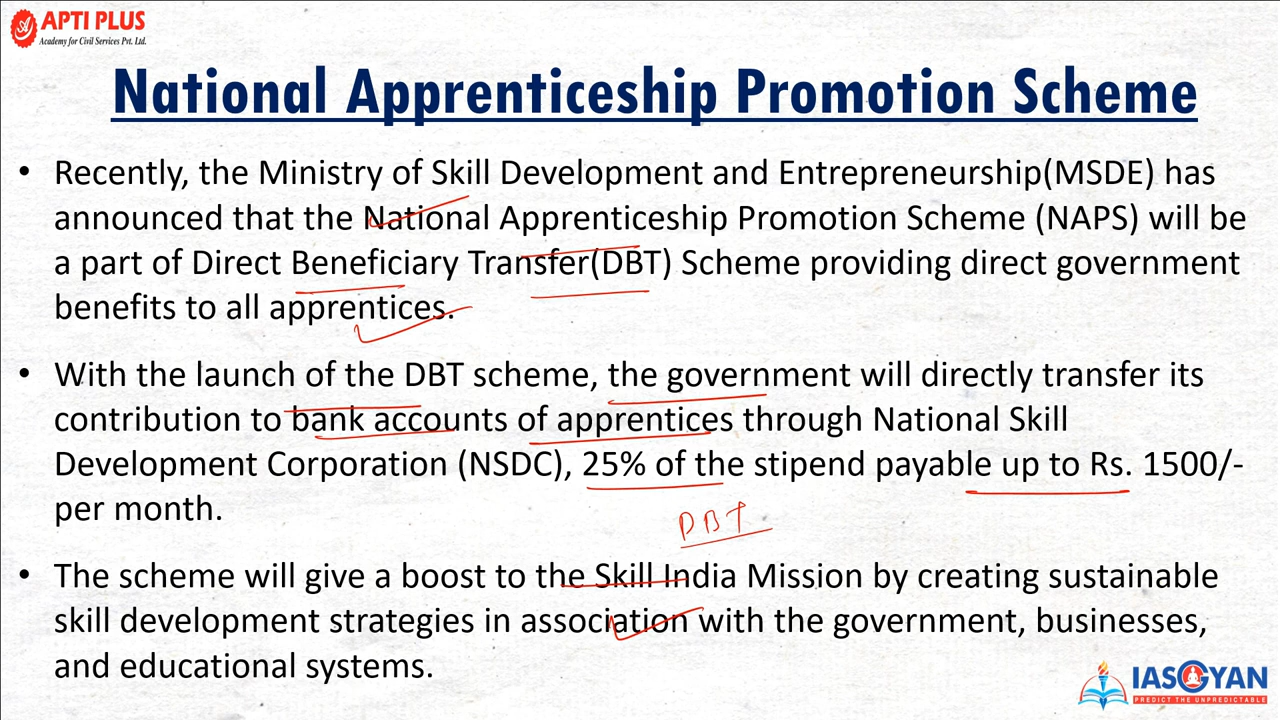 APTI PLUS
Academy for Civil Services Pvt. Ltd.
National Apprenticeship Promotion Scheme
• Recently, the Ministry of Skill Development and Entrepreneurship(MSDE) has
announced that the National Apprenticeship Promotion Scheme (NAPS) will be
a part of Direct Beneficiary Transfer(DBT) Scheme providing direct government
benefits to all apprentices.
• With the launch of the DBT scheme, the government will directly transfer its
contribution to bank accounts of apprentices through National Skill
Development Corporation (NSDC), 25% of the stipend payable up to Rs. 1500/-
per month.
DBT
• The scheme will give a boost to the Skill India Mission by creating sustainable
skill development strategies in association with the government, businesses,
and educational systems.
IASGYAN
PREDICT THE UNPREDICTABLE